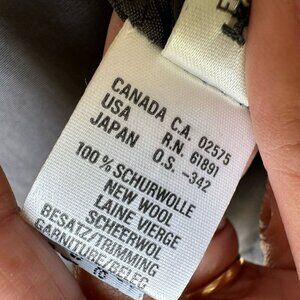 CANADA C.A. 02575
USA R.N. 61891
JAPAN O.S. -342
100% SCHURWOLLE
NEW WOOL
LAINE VIERGE
SCHEERWOL
BESATZ/TRIMMING
GARNITURE/BELEG